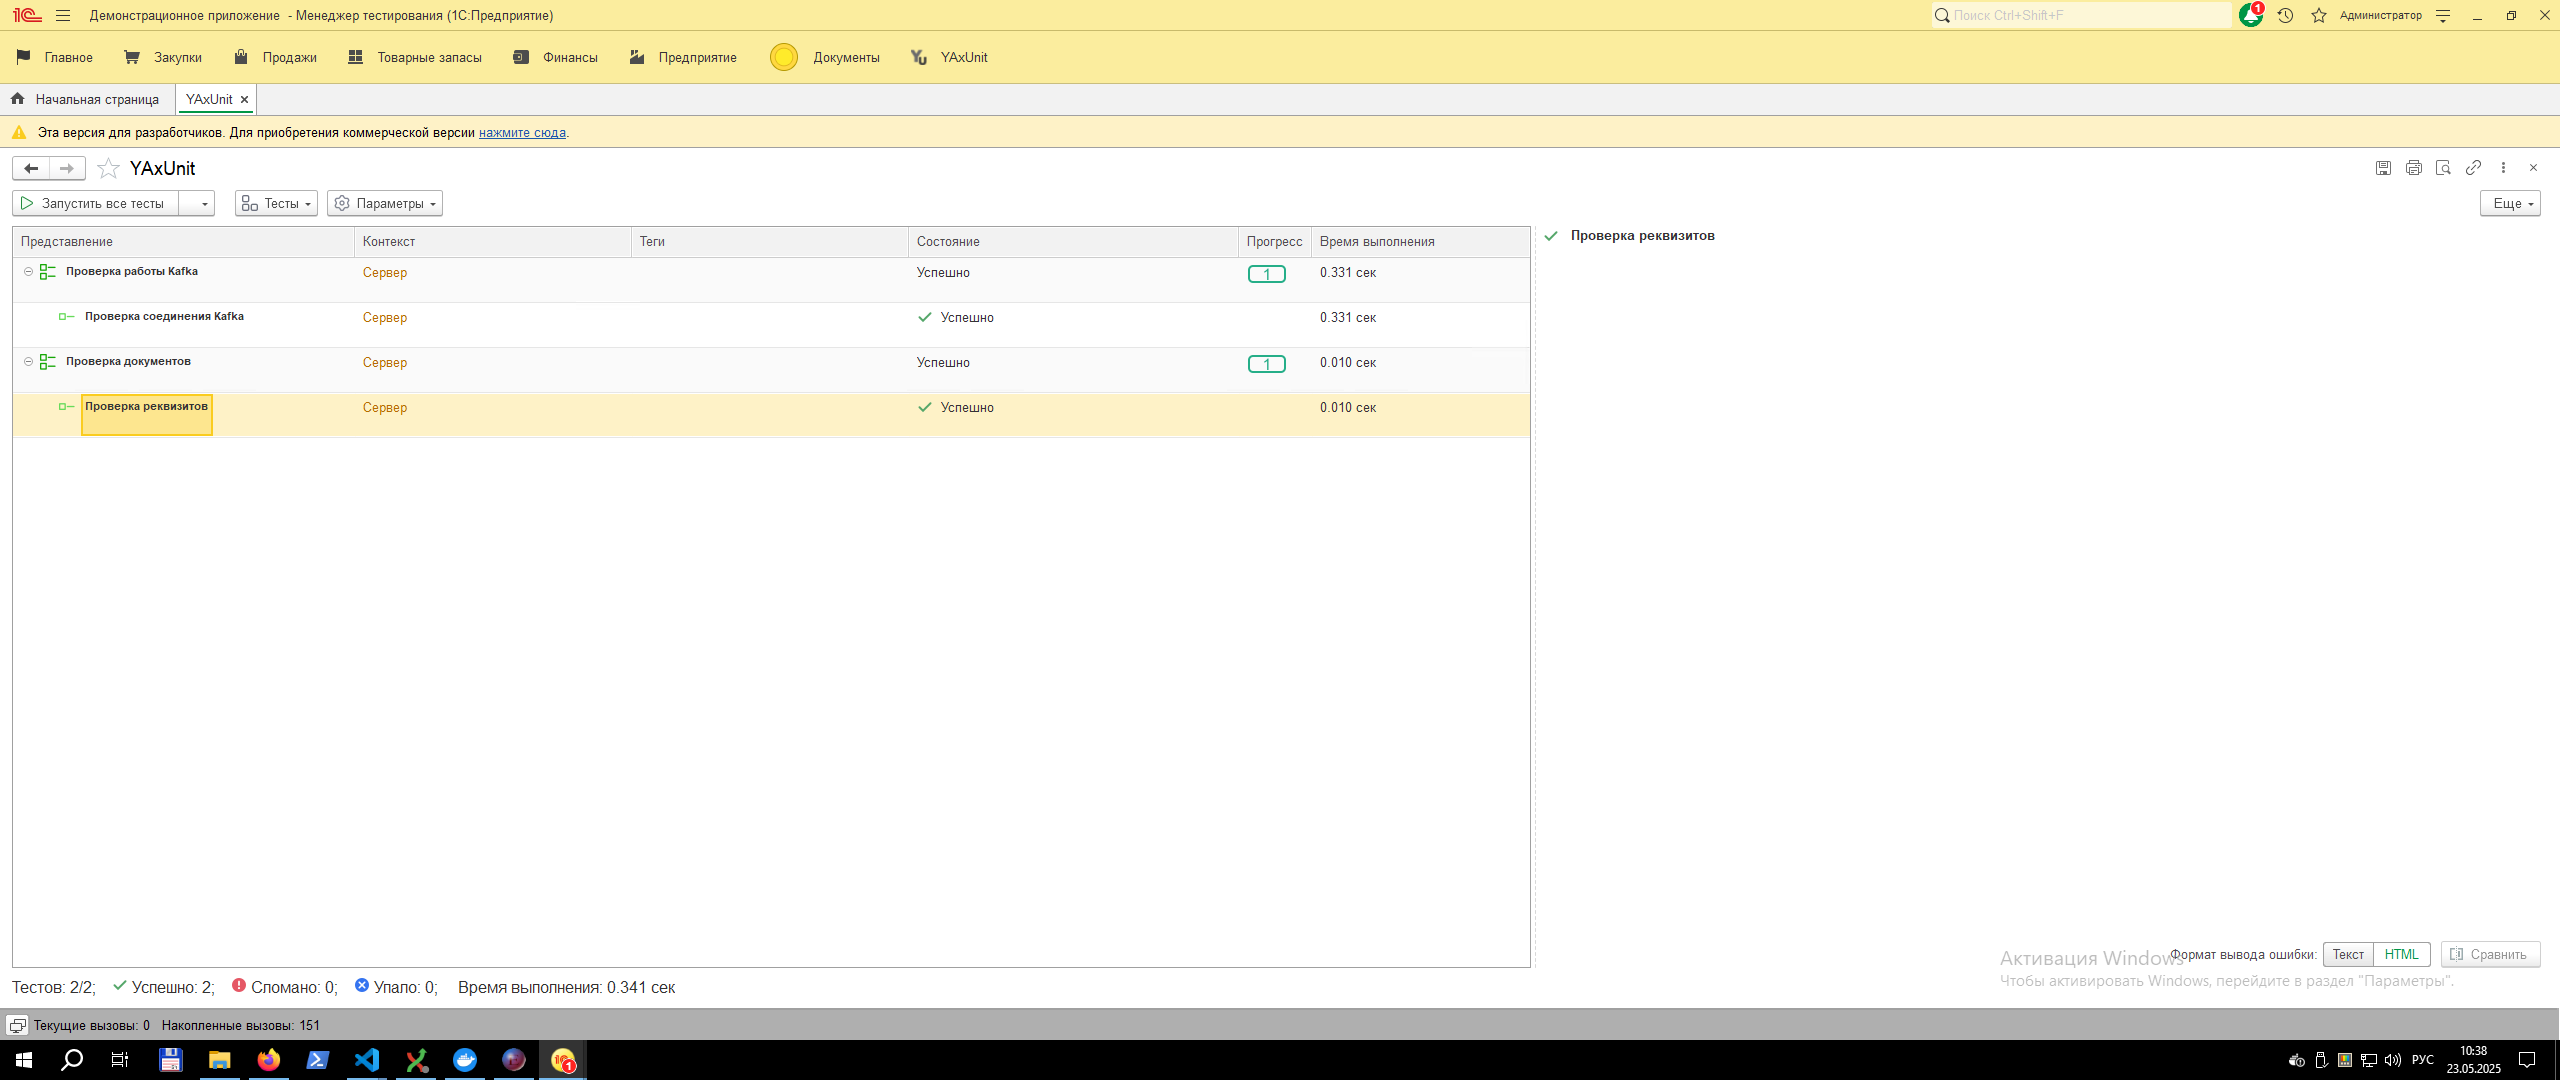 Демонстрационное приложение - Менеджер тестирования (1С:Предприятие)
Поиск Ctrl+Shift+F
1
Администратор
Главное
Закупки
Продажи
Товарные запасы
Финансы
Предприятие
Документы
YAxUnit
Начальная страница
YAxUnit
Эта версия для разработчиков. Для приобретения коммерческой версии нажмите сюда.
YAxUnit
Запустить все тесты
Тесты
Параметры
Еще
Представление Контекст Теги Состояние Прогресс Время выполнения
Проверка работы Kafka Сервер Успешно 1 0.331 сек
Проверка соединения Kafka Сервер Успешно 0.331 сек
Проверка документов Сервер Успешно 1 0.010 сек
Проверка реквизитов Сервер Успешно 0.010 сек
Проверка реквизитов
Активация Windows
Чтобы активировать Windows, перейдите в раздел "Параметры".
Формат вывода ошибки: Текст HTML Сравнить
Тестов: 2/2; Успешно: 2; Сломано: 0; Упало: 0; Время выполнения: 0.341 сек
Текущие вызовы: 0 Накопленные вызовы: 151
1
РУС
10:38
23.05.2025